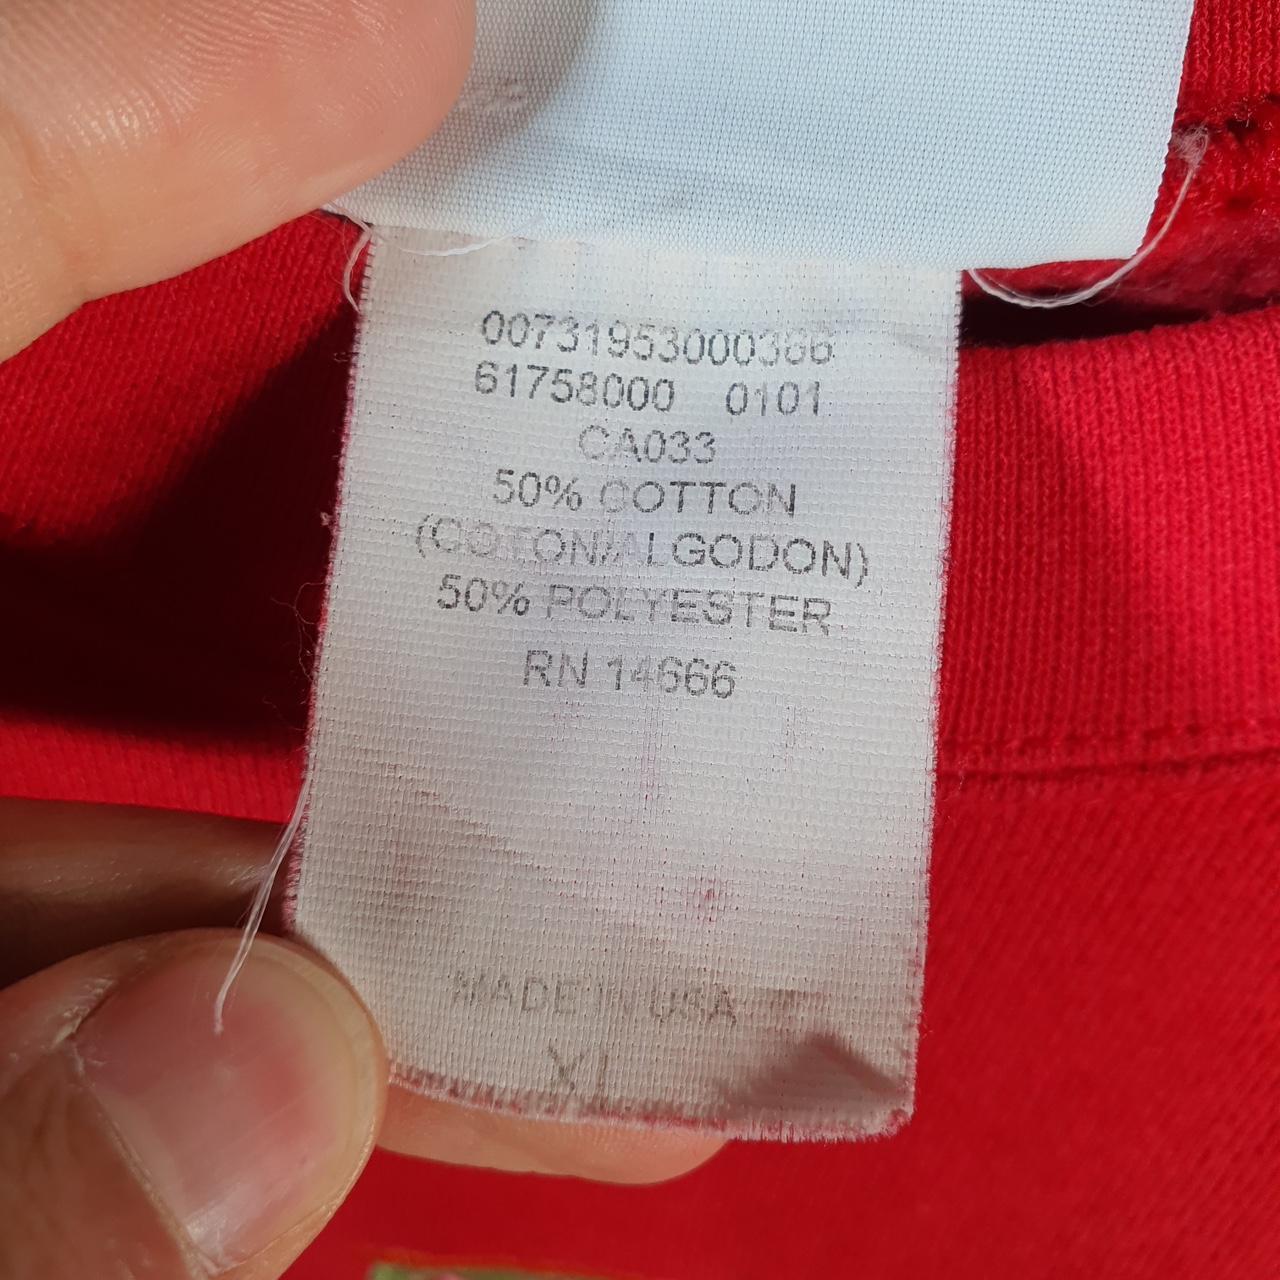 00731953000366
61758000 0101
CA033
50% COTTON
(COTON/ALGODON)
50% POLYESTER
RN 14666
MADE IN USA
XL